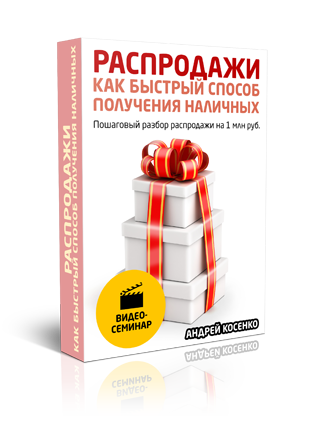 РАСПРОДАЖИ
КАК БЫСТРЫЙ СПОСОБ
ПОЛУЧЕНИЯ НАЛИЧНЫХ
Пошаговый разбор распродажи на 1 млн руб.
ВИДЕО-
СЕМИНАР
АНДРЕЙ КОСЕНКО
РАСПРОДАЖИ
КАК БЫСТРЫЙ СПОСОБ ПОЛУЧЕНИЯ НАЛИЧНЫХ